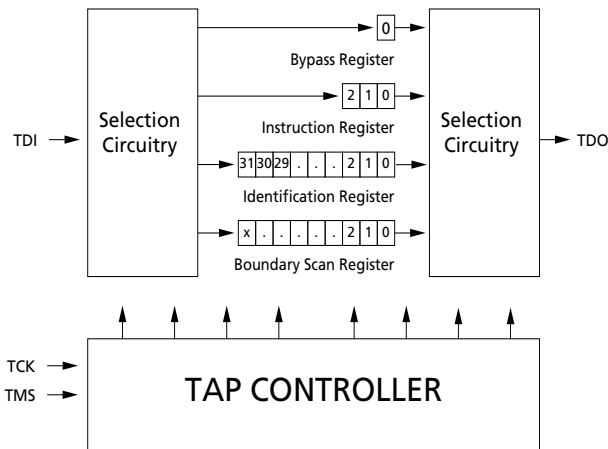 0
Bypass Register
2 1 0
Selection
Circuitry
Selection
Circuitry
TDI
TDO
Instruction Register
31 30 29 . . . 2 1 0
Identification Register
x . . . . . 2 1 0
Boundary Scan Register
TCK
TMS
TAP CONTROLLER